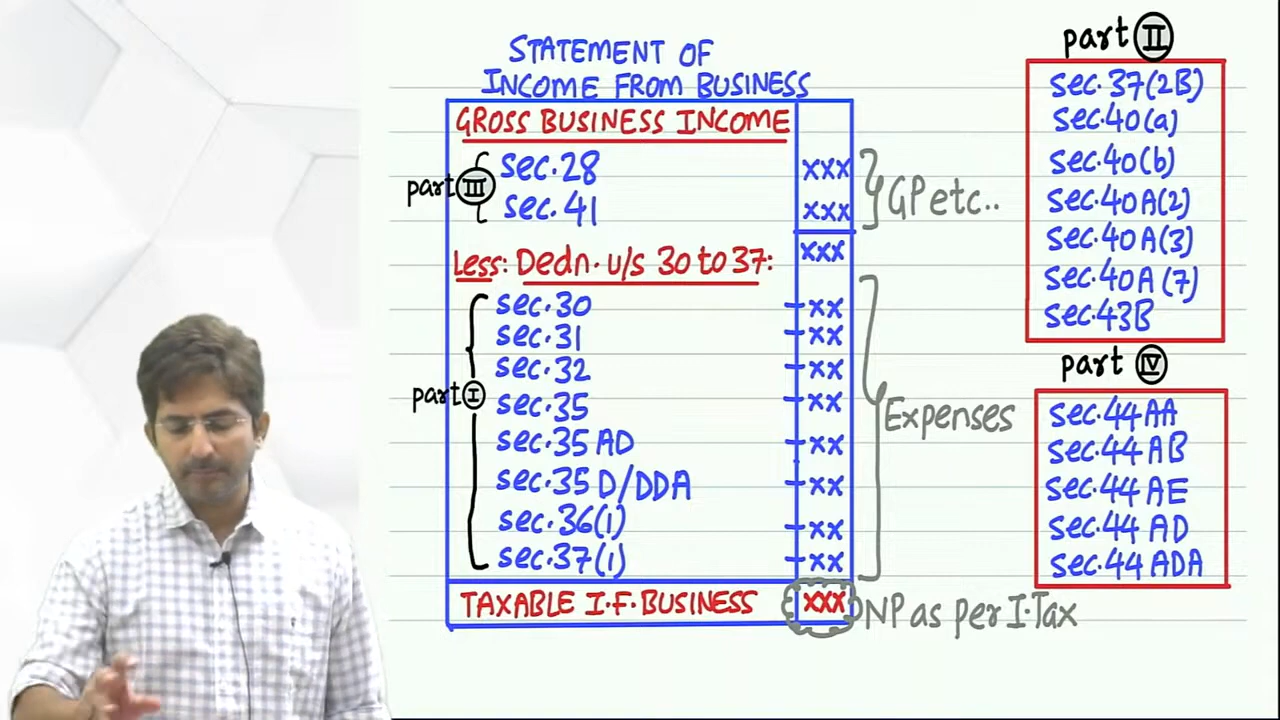 STATEMENT OF
INCOME FROM BUSINESS
GROSS BUSINESS INCOME
part III
sec.28 xxx
sec.41 xxx
GP etc..
xxx
Less: Dedn. u/s 30 to 37:
part I
sec.30 -xx
sec.31 -xx
sec.32 -xx
sec.35 -xx
sec.35 AD -xx
sec.35 D/DDA -xx
sec.36(1) -xx
sec.37(1) -xx
Expenses
TAXABLE I.F. BUSINESS xxx
NP as per I.Tax
part II
sec.37(2B)
sec.40(a)
sec.40(b)
sec.40A(2)
sec.40A(3)
sec.40A(7)
sec.43B
part IV
sec.44AA
sec.44AB
sec.44AE
sec.44AD
sec.44ADA